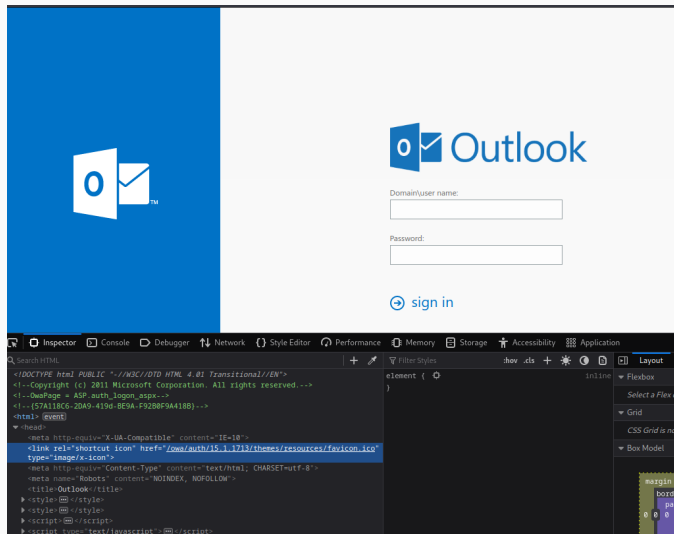 O
TM
O Outlook
Domain\user name:
Password:
sign in
Inspector Console Debugger Network {} Style Editor Performance Memory Storage Accessibility Application
Search HTML + Filter Styles :hov .cls + Layout
<!DOCTYPE html PUBLIC "-//W3C//DTD HTML 4.01 Transitional//EN">
<!--Copyright (c) 2011 Microsoft Corporation. All rights reserved.-->
<!--OwaPage = ASP.auth_logon_aspx-->
<!--{57A118C6-2DA9-419d-BE9A-F92B0F9A418B}-->
<html> event
<head>
<meta http-equiv="X-UA-Compatible" content="IE=10">
<link rel="shortcut icon" href="/owa/auth/15.1.1713/themes/resources/favicon.ico"
type="image/x-icon">
<meta http-equiv="Content-Type" content="text/html; CHARSET=utf-8">
<meta name="Robots" content="NOINDEX, NOFOLLOW">
<title>Outlook</title>
<style> </style>
<style> </style>
<script> </script>
<script type="text/javascript"> </script>
element { inline
}
Flexbox
Select a Flex
Grid
CSS Grid is no
Box Model
margin
bord
pa
0 0 0